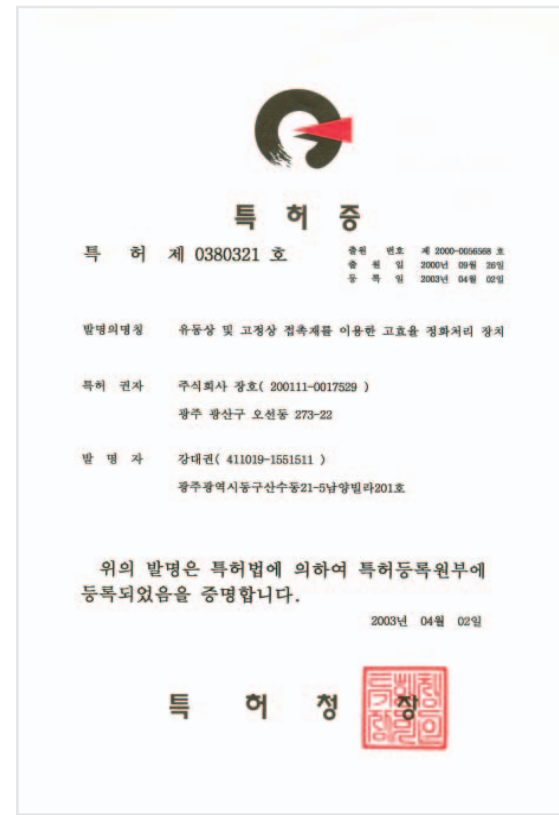 특 허 증
특 허 제 0380321 호
출원 번호 제 2000-0056568 호
출 원 일 2000년 09월 26일
등 록 일 2003년 04월 02일
발명의명칭 유동상 및 고정상 접촉재를 이용한 고효율 정화처리 장치
특허 권자 주식회사 장호( 200111-0017529 )
광주 광산구 오선동 273-22
발 명 자 강대권( 411019-1551511 )
광주광역시동구산수동21-5남양빌라201호
위의 발명은 특허법에 의하여 특허등록원부에
등록되었음을 증명합니다.
2003년 04월 02일
특 허 청 장